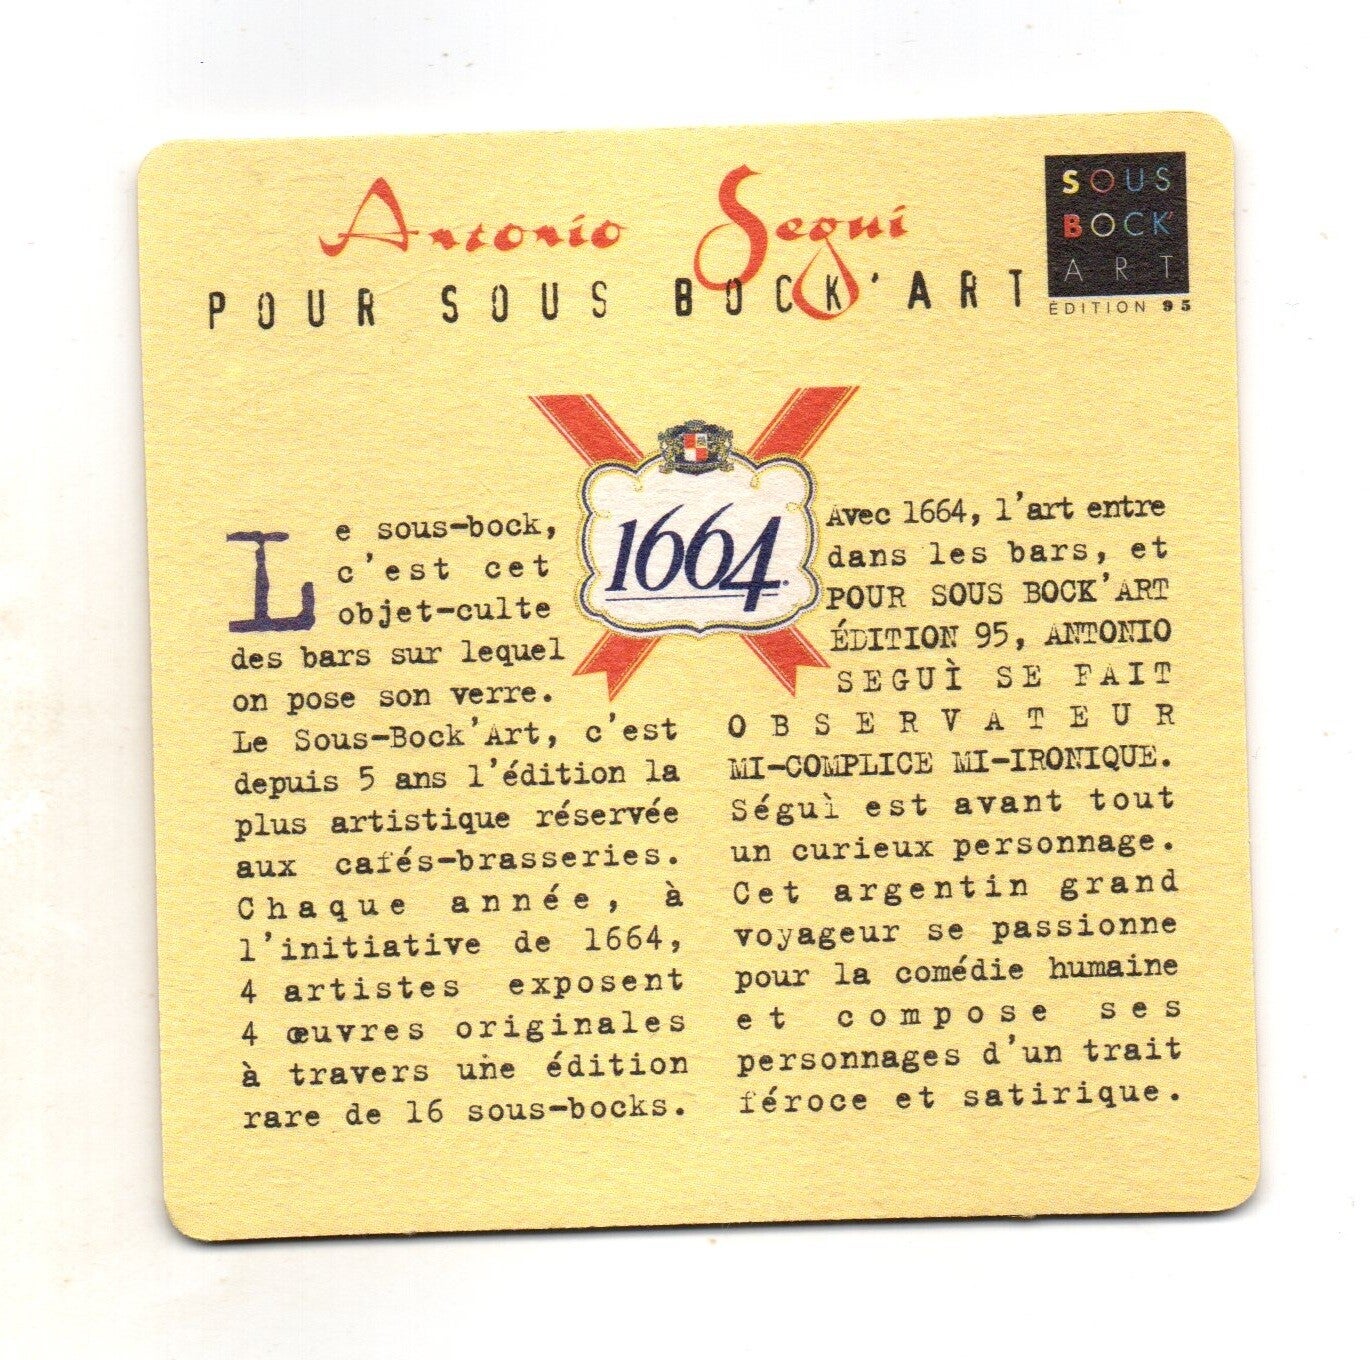 Antonio Segui
POUR SOUS BOCK'ART
SOUS
BOCK'
ART
ÉDITION 95
1664
Le sous-bock,
c'est cet
objet-culte
des bars sur lequel
on pose son verre.
Le Sous-Bock'Art, c'est
depuis 5 ans l'édition la
plus artistique réservée
aux cafés-brasseries.
Chaque année, à
l'initiative de 1664,
4 artistes exposent
4 œuvres originales
à travers une édition
rare de 16 sous-bocks.
Avec 1664, l'art entre
dans les bars, et
POUR SOUS BOCK'ART
ÉDITION 95, ANTONIO
SEGUÌ SE FAIT
OBSERVATEUR
MI-COMPLICE MI-IRONIQUE.
Séguì est avant tout
un curieux personnage.
Cet argentin grand
voyageur se passionne
pour la comédie humaine
et compose ses
personnages d'un trait
féroce et satirique.